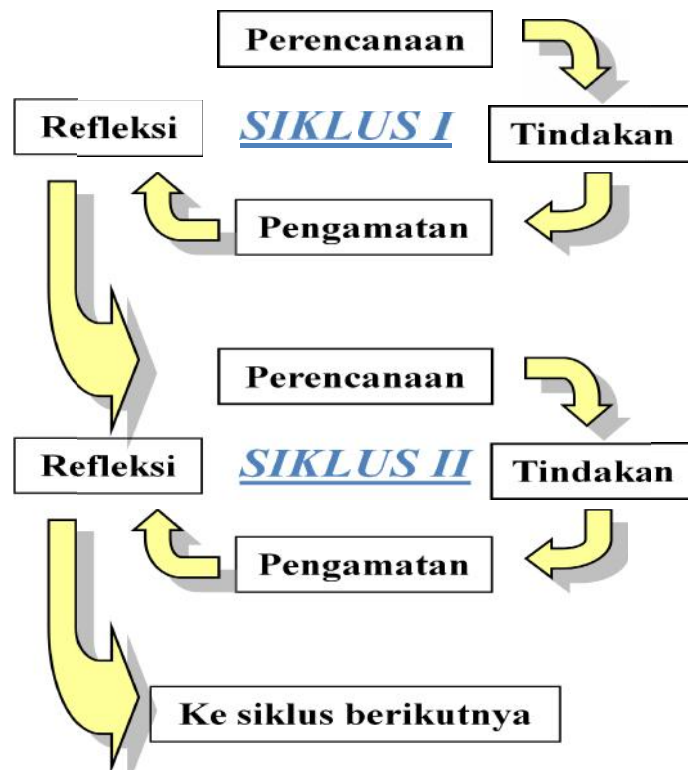 Perencanaan
Refleksi
SIKLUS I
Tindakan
Pengamatan
Perencanaan
Refleksi
SIKLUS II
Tindakan
Pengamatan
Ke siklus berikutnya